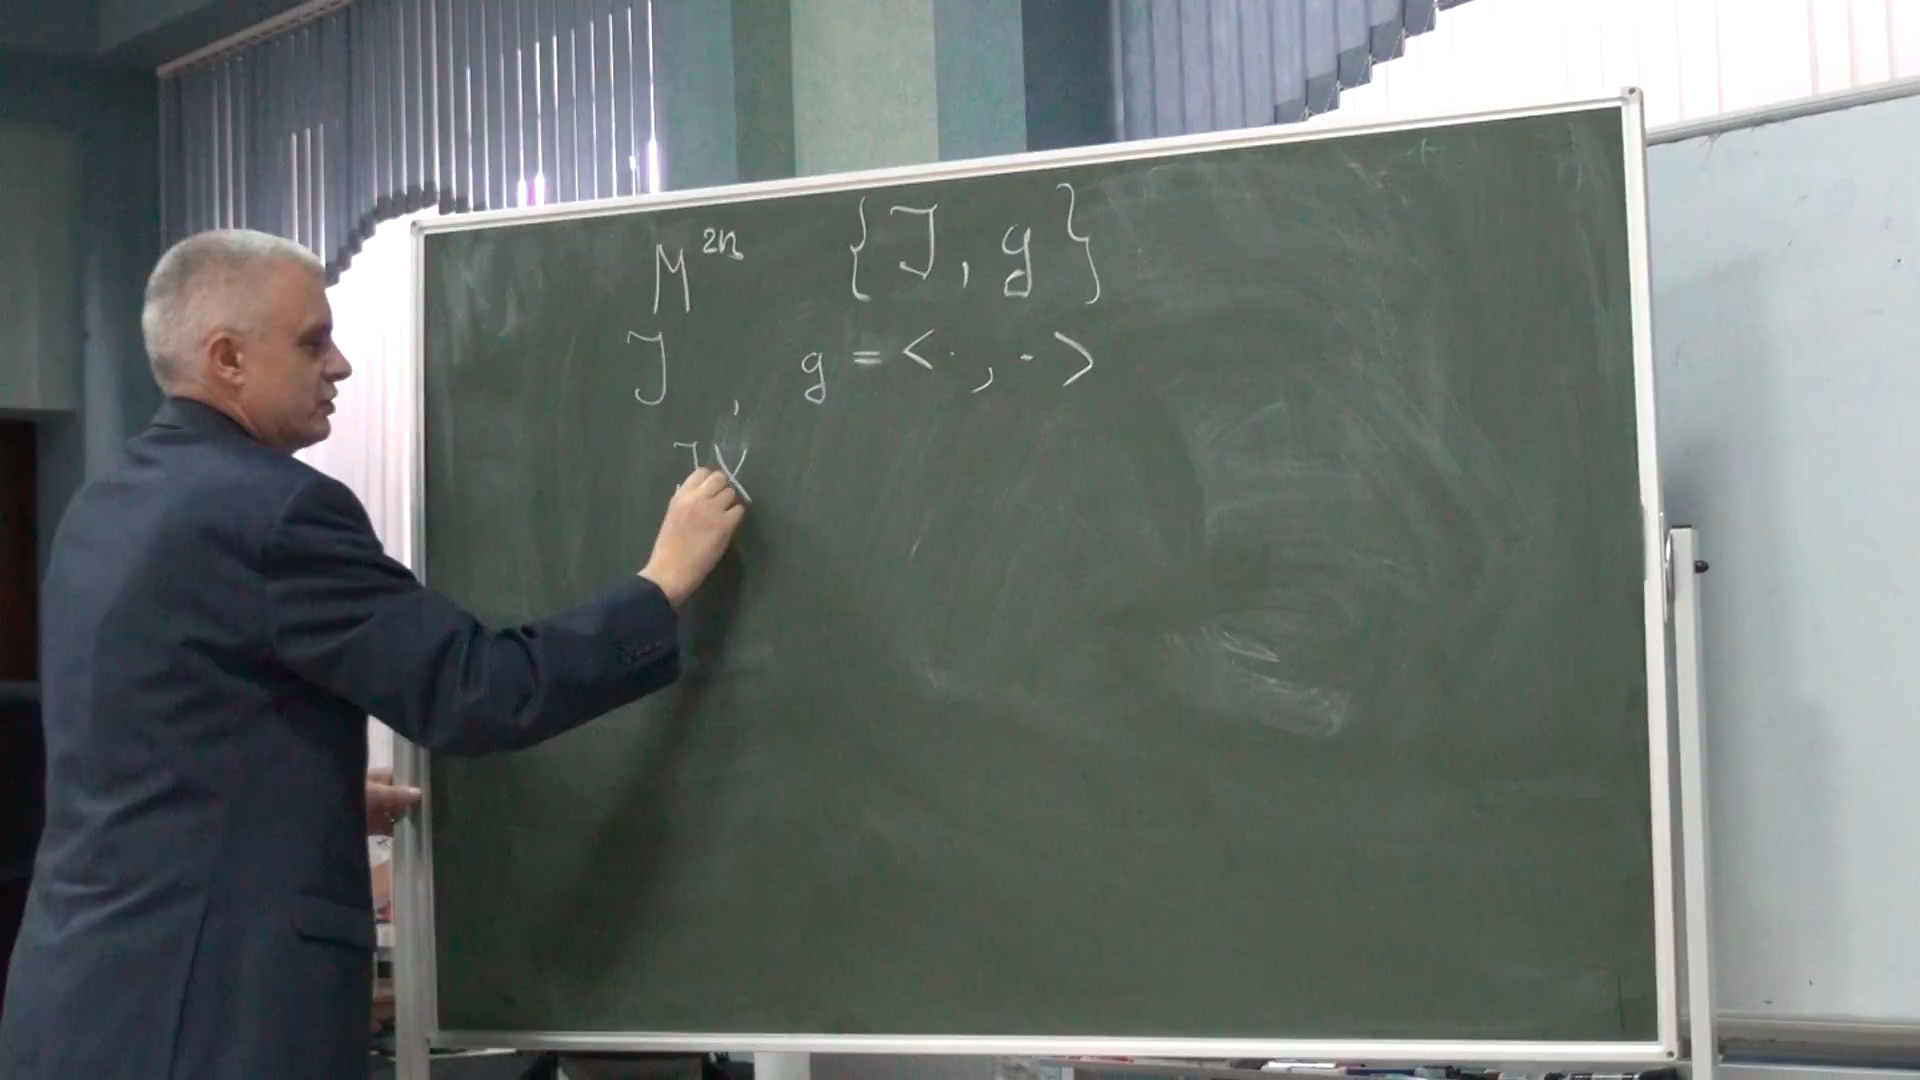 M²ⁿ {J, g}
J , g = < · , · >
JX